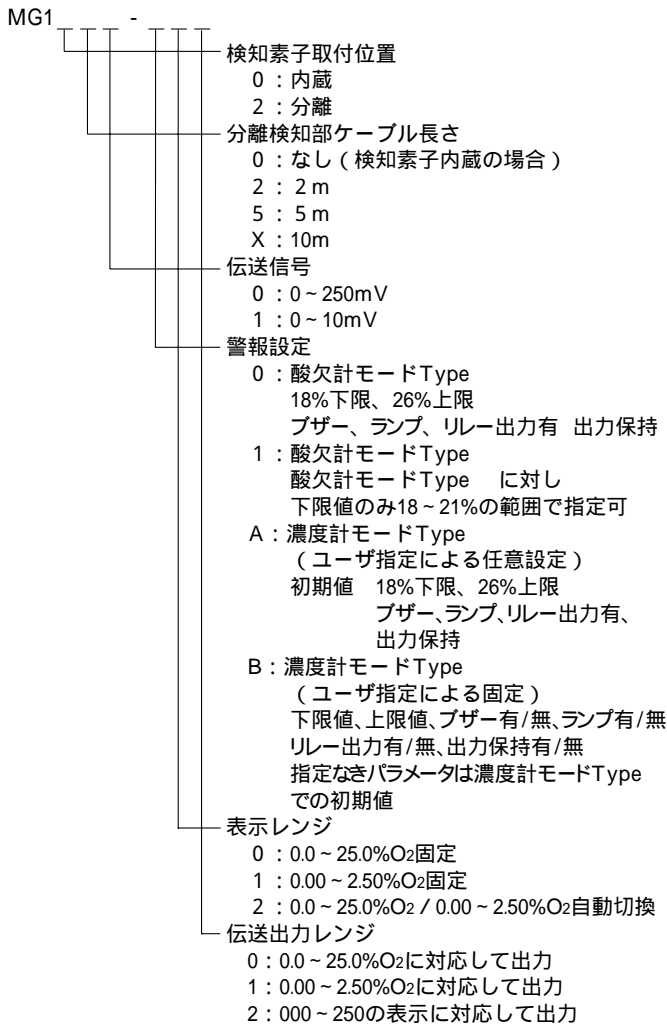 MG1 -
検知素子取付位置
0：内蔵
2：分離
分離検知部ケーブル長さ
0：なし（検知素子内蔵の場合）
2：2m
5：5m
X：10m
伝送信号
0：0～250mV
1：0～10mV
警報設定
0：酸欠計モードType
18%下限、26%上限
ブザー、ランプ、リレー出力有 出力保持
1：酸欠計モードType
酸欠計モードType に対し
下限値のみ18～21%の範囲で指定可
A：濃度計モードType
（ユーザ指定による任意設定）
初期値 18%下限、26%上限
ブザー、ランプ、リレー出力有、
出力保持
B：濃度計モードType
（ユーザ指定による固定）
下限値、上限値、ブザー有/無、ランプ有/無
リレー出力有/無、出力保持有/無
指定なきパラメータは濃度計モードType
での初期値
表示レンジ
0：0.0～25.0%O2固定
1：0.00～2.50%O2固定
2：0.0～25.0%O2／0.00～2.50%O2自動切換
伝送出力レンジ
0：0.0～25.0%O2に対応して出力
1：0.00～2.50%O2に対応して出力
2：000～250の表示に対応して出力